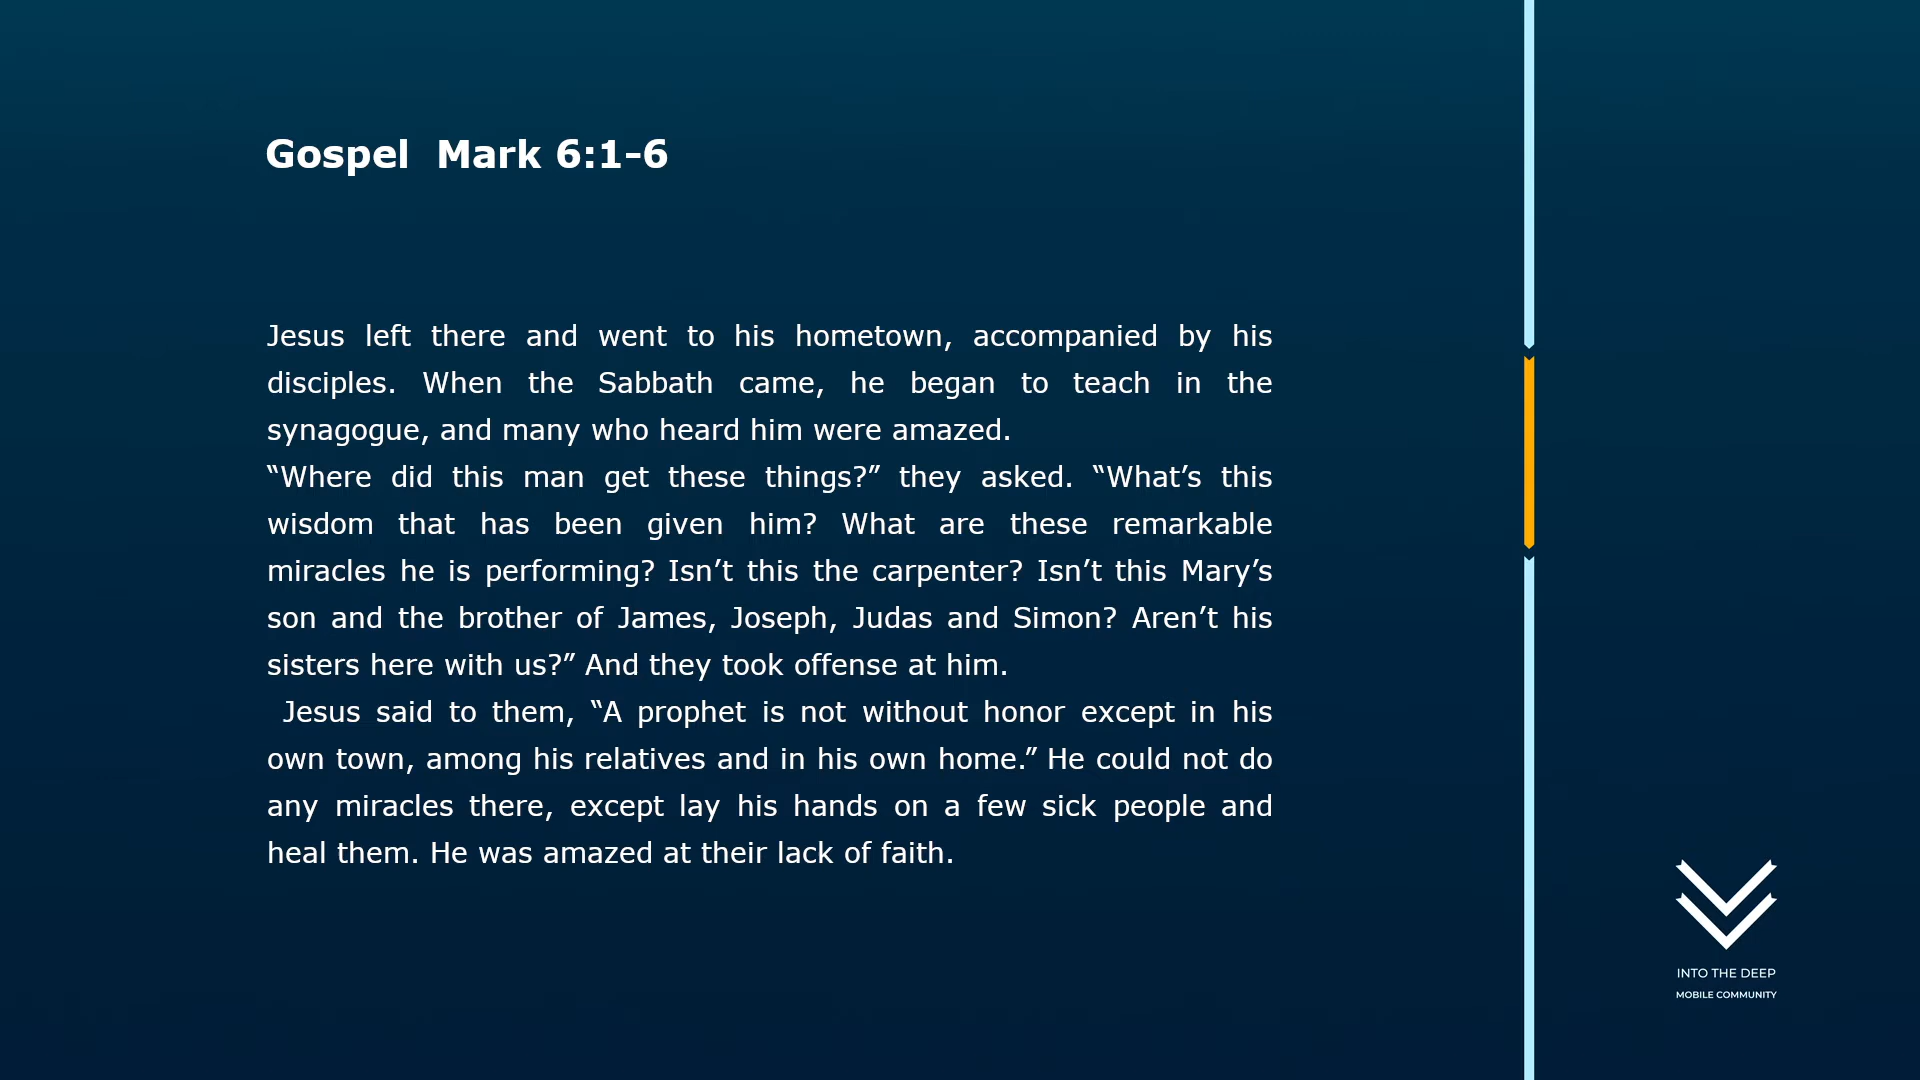 Gospel  Mark 6:1-6
Jesus left there and went to his hometown, accompanied by his
disciples. When the Sabbath came, he began to teach in the
synagogue, and many who heard him were amazed.
“Where did this man get these things?” they asked. “What’s this
wisdom that has been given him? What are these remarkable
miracles he is performing? Isn’t this the carpenter? Isn’t this Mary’s
son and the brother of James, Joseph, Judas and Simon? Aren’t his
sisters here with us?” And they took offense at him.
Jesus said to them, “A prophet is not without honor except in his
own town, among his relatives and in his own home.” He could not do
any miracles there, except lay his hands on a few sick people and
heal them. He was amazed at their lack of faith.
INTO THE DEEP
MOBILE COMMUNITY